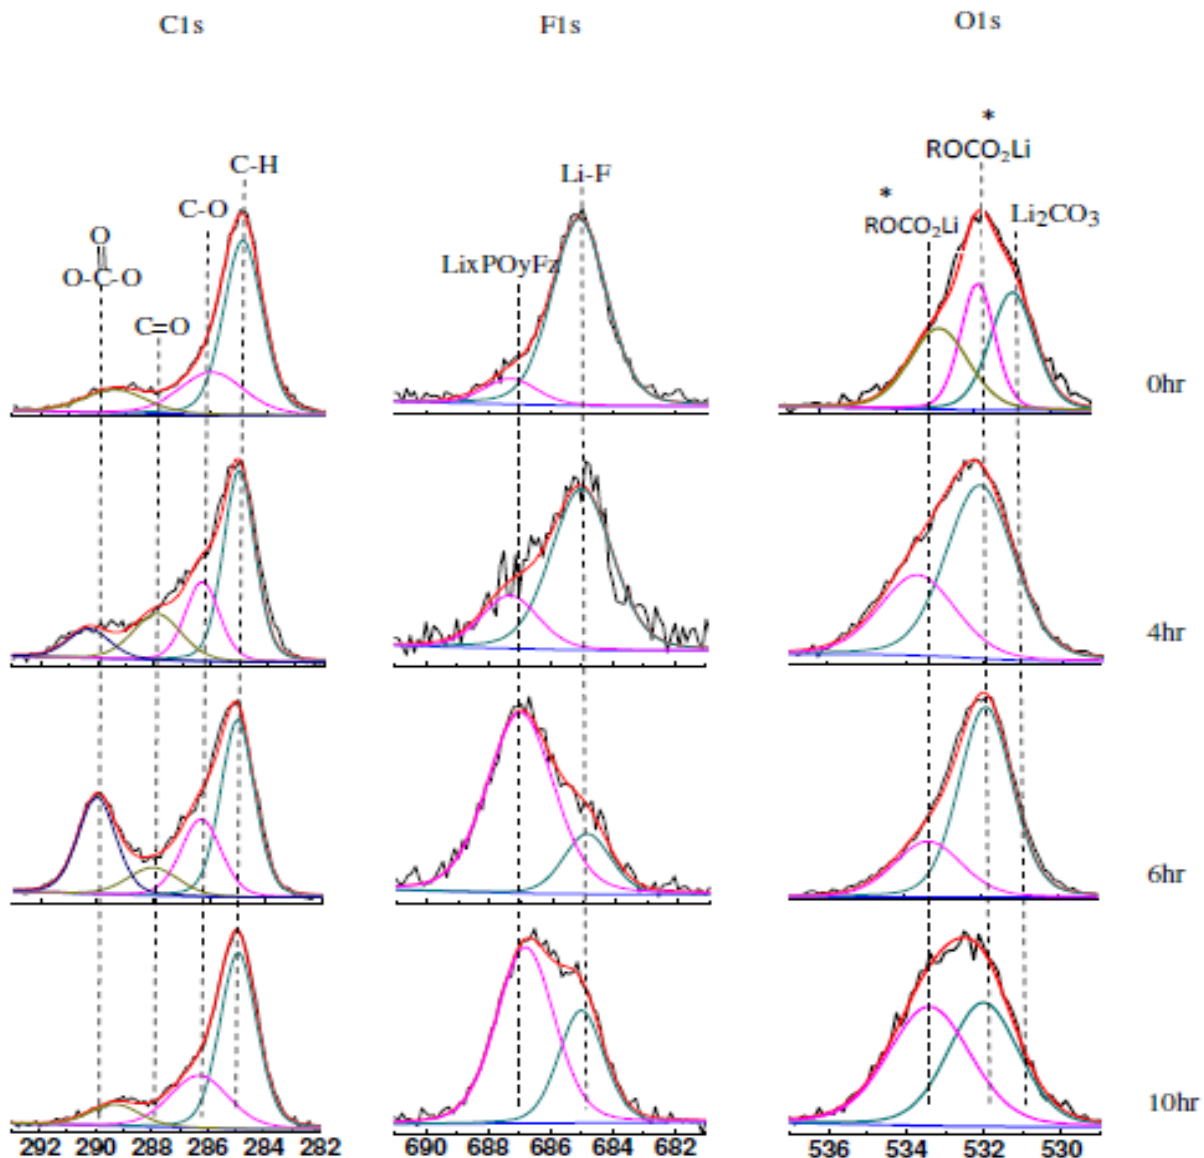 C1s F1s O1s
*
ROCO₂Li
C-H Li-F
*
C-O ROCO₂Li Li₂CO₃
O
O-C-O LixPOyFz
C=O
0hr
4hr
6hr
10hr
292 290 288 286 284 282 690 688 686 684 682 536 534 532 530